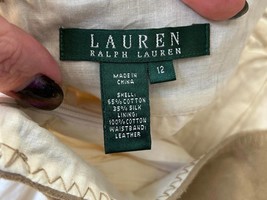 LAUREN
RALPH LAUREN
12
MADE IN
CHINA
SHELL:
65% COTTON
35% SILK
LINING:
100% COTTON
WAISTBAND:
LEATHER